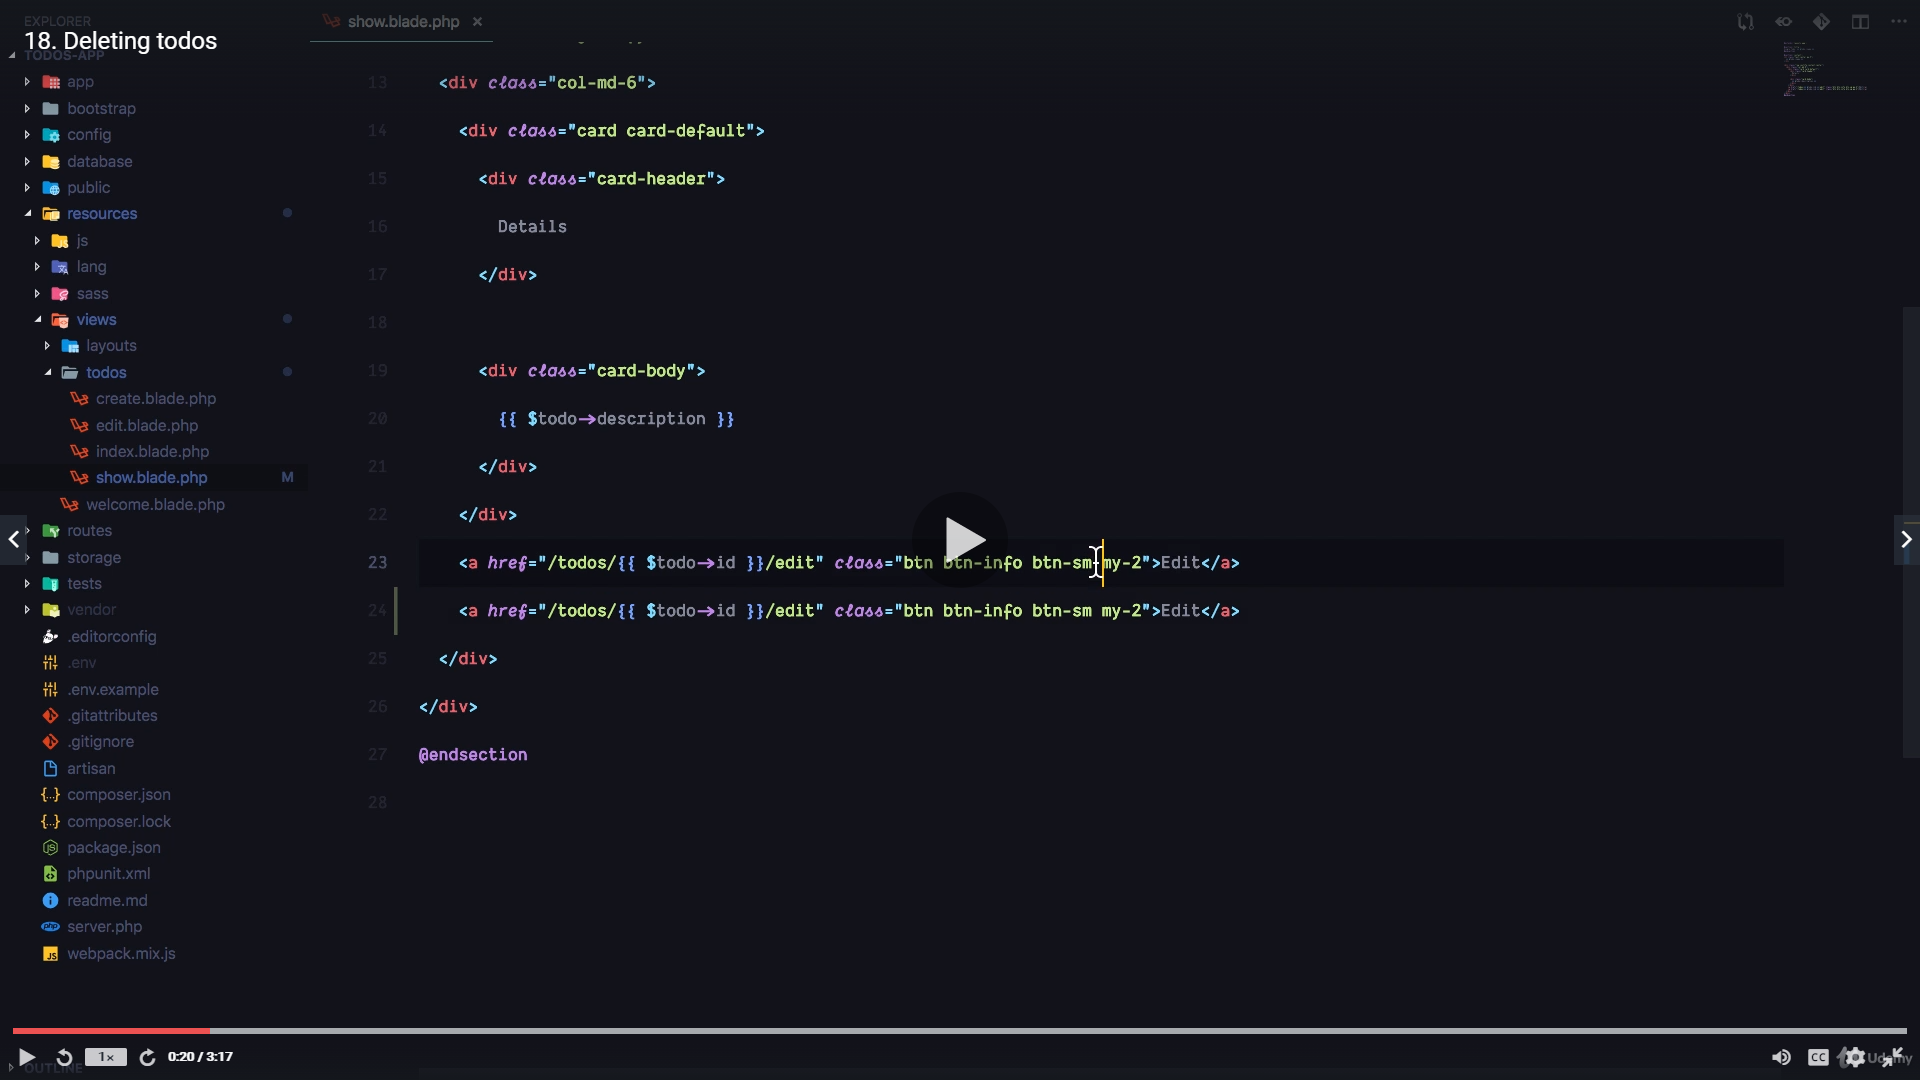 EXPLORER
18. Deleting todos
TODOS-APP
app
bootstrap
config
database
public
resources
js
lang
sass
views
layouts
todos
create.blade.php
edit.blade.php
index.blade.php
show.blade.php M
welcome.blade.php
routes
storage
tests
vendor
.editorconfig
.env
.env.example
.gitattributes
.gitignore
artisan
composer.json
composer.lock
package.json
phpunit.xml
readme.md
server.php
webpack.mix.js
OUTLINE
show.blade.php ×
13 <div class="col-md-6">
14 <div class="card card-default">
15 <div class="card-header">
16 Details
17 </div>
18
19 <div class="card-body">
20 {{ $todo->description }}
21 </div>
22 </div>
23 <a href="/todos/{{ $todo->id }}/edit" class="btn btn-info btn-sm my-2">Edit</a>
24 <a href="/todos/{{ $todo->id }}/edit" class="btn btn-info btn-sm my-2">Edit</a>
25 </div>
26 </div>
27 @endsection
28
1×
0:20 / 3:17
CC
Udemy